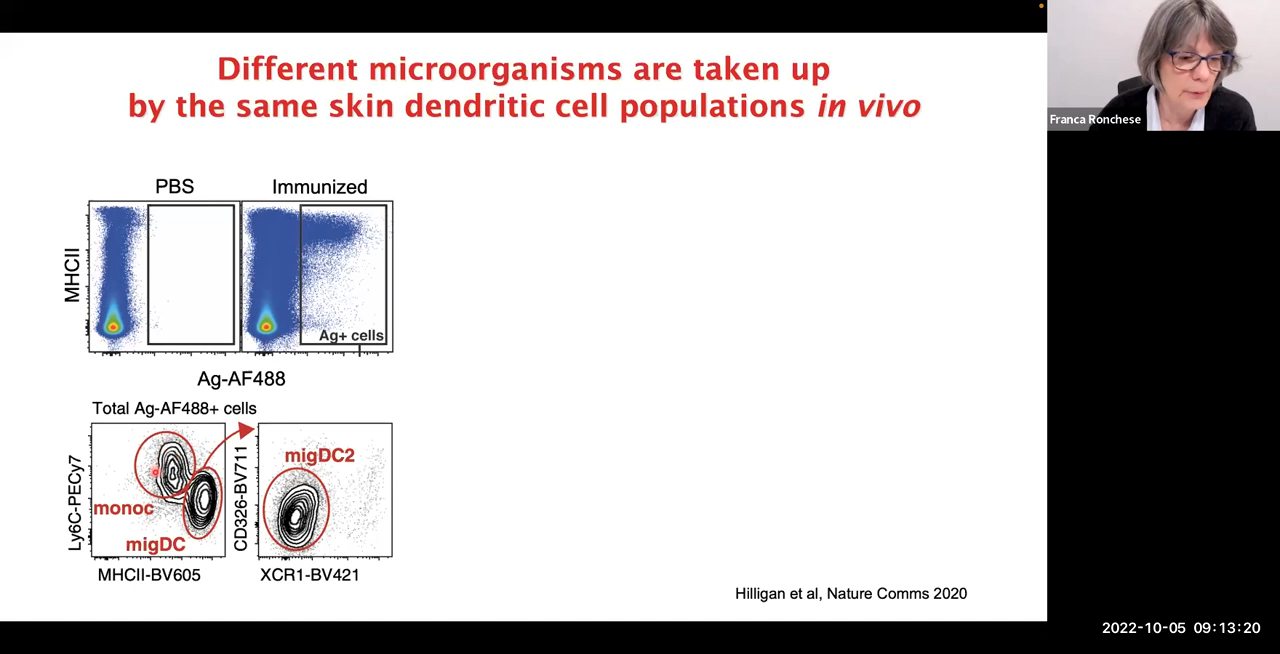 Different microorganisms are taken up
by the same skin dendritic cell populations in vivo
Franca Ronchese
PBS
Immunized
MHCII
Ag+ cells
Ag-AF488
Total Ag-AF488+ cells
Ly6C-PECy7
monoc
migDC
MHCII-BV605
CD326-BV711
migDC2
XCR1-BV421
Hilligan et al, Nature Comms 2020
2022-10-05 09:13:20